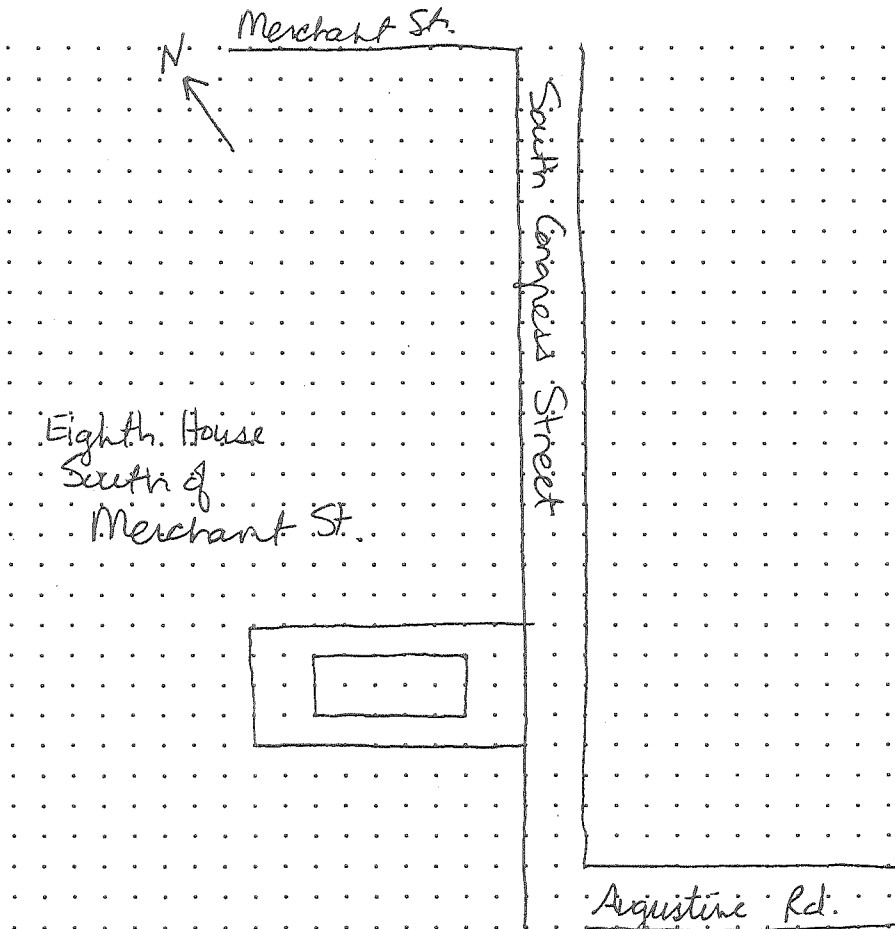 Merchant St.
N
South Congress Street
Eighth House
South of
Merchant St.
Augustine Rd.